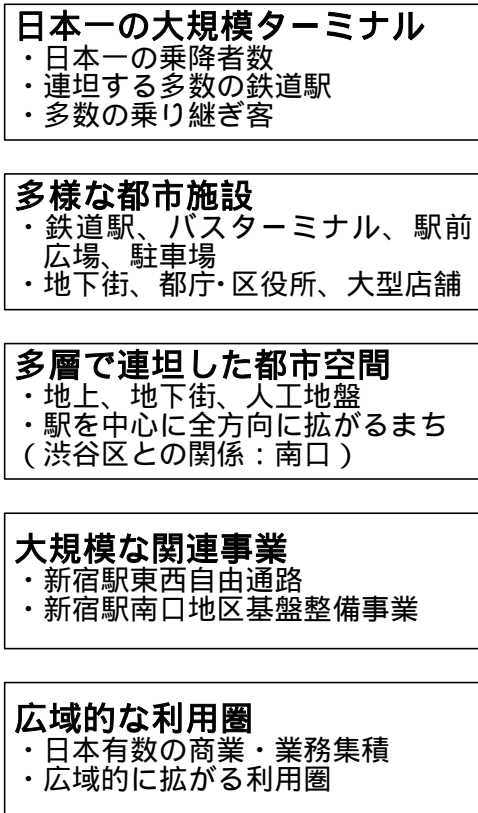 日本一の大規模ターミナル
・日本一の乗降者数
・連坦する多数の鉄道駅
・多数の乗り継ぎ客
多様な都市施設
・鉄道駅、バスターミナル、駅前
広場、駐車場
・地下街、都庁・区役所、大型店舗
多層で連坦した都市空間
・地上、地下街、人工地盤
・駅を中心に全方向に拡がるまち
（渋谷区との関係：南口）
大規模な関連事業
・新宿駅東西自由通路
・新宿駅南口地区基盤整備事業
広域的な利用圏
・日本有数の商業・業務集積
・広域的に拡がる利用圏